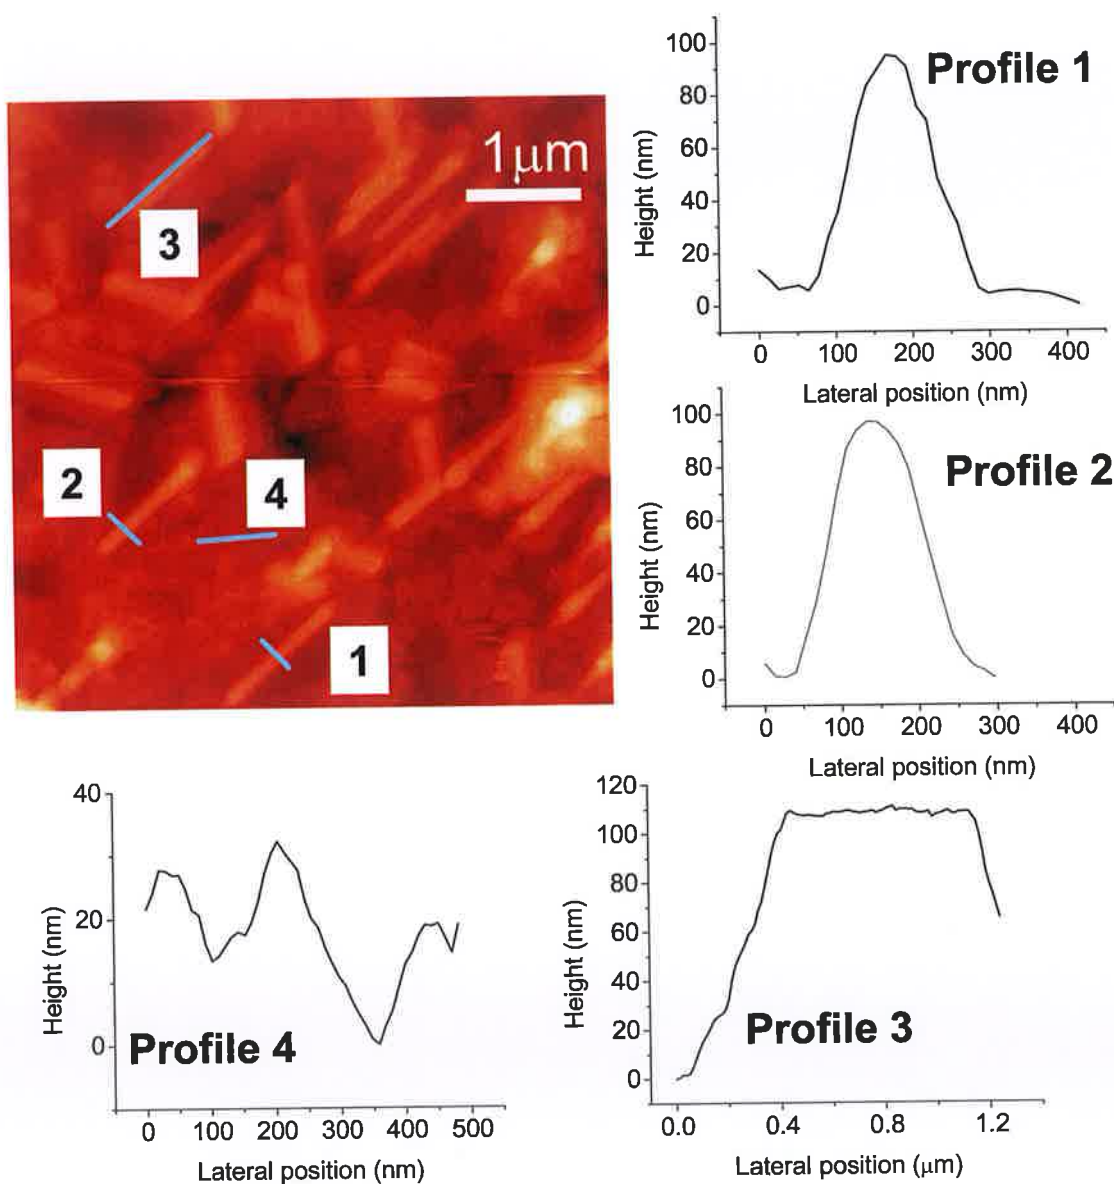 1μm
3
2
4
1
Profile 1
Height (nm)
100
80
60
40
20
0
0 100 200 300 400
Lateral position (nm)
Profile 2
Height (nm)
100
80
60
40
20
0
0 100 200 300 400
Lateral position (nm)
Profile 4
Height (nm)
40
20
0
0 100 200 300 400 500
Lateral position (nm)
Profile 3
Height (nm)
120
100
80
60
40
20
0
0.0 0.4 0.8 1.2
Lateral position (μm)